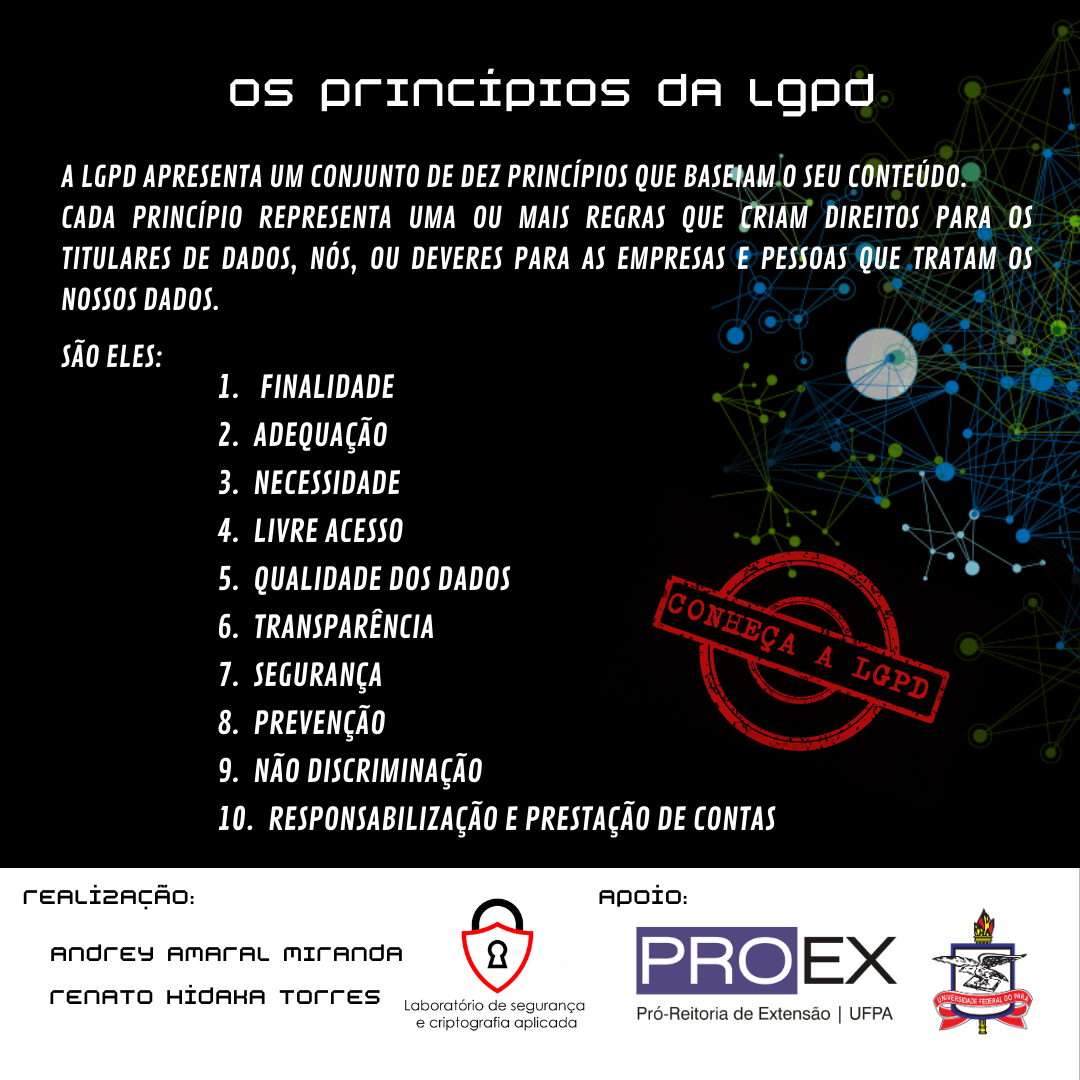 os princípios da lgpd
A LGPD APRESENTA UM CONJUNTO DE DEZ PRINCÍPIOS QUE BASEIAM O SEU CONTEÚDO.
CADA PRINCÍPIO REPRESENTA UMA OU MAIS REGRAS QUE CRIAM DIREITOS PARA OS
TITULARES DE DADOS, NÓS, OU DEVERES PARA AS EMPRESAS E PESSOAS QUE TRATAM OS
NOSSOS DADOS.
SÃO ELES:
1. FINALIDADE
2. ADEQUAÇÃO
3. NECESSIDADE
4. LIVRE ACESSO
5. QUALIDADE DOS DADOS
6. TRANSPARÊNCIA
7. SEGURANÇA
8. PREVENÇÃO
9. NÃO DISCRIMINAÇÃO
10. RESPONSABILIZAÇÃO E PRESTAÇÃO DE CONTAS
CONHEÇA A LGPD
realização:
andrey amaral miranda
renato hidaka torres
Laboratório de segurança
e criptografia aplicada
apoio:
PROEX
Pró-Reitoria de Extensão | UFPA
UNIVERSIDADE FEDERAL DO PARÁ